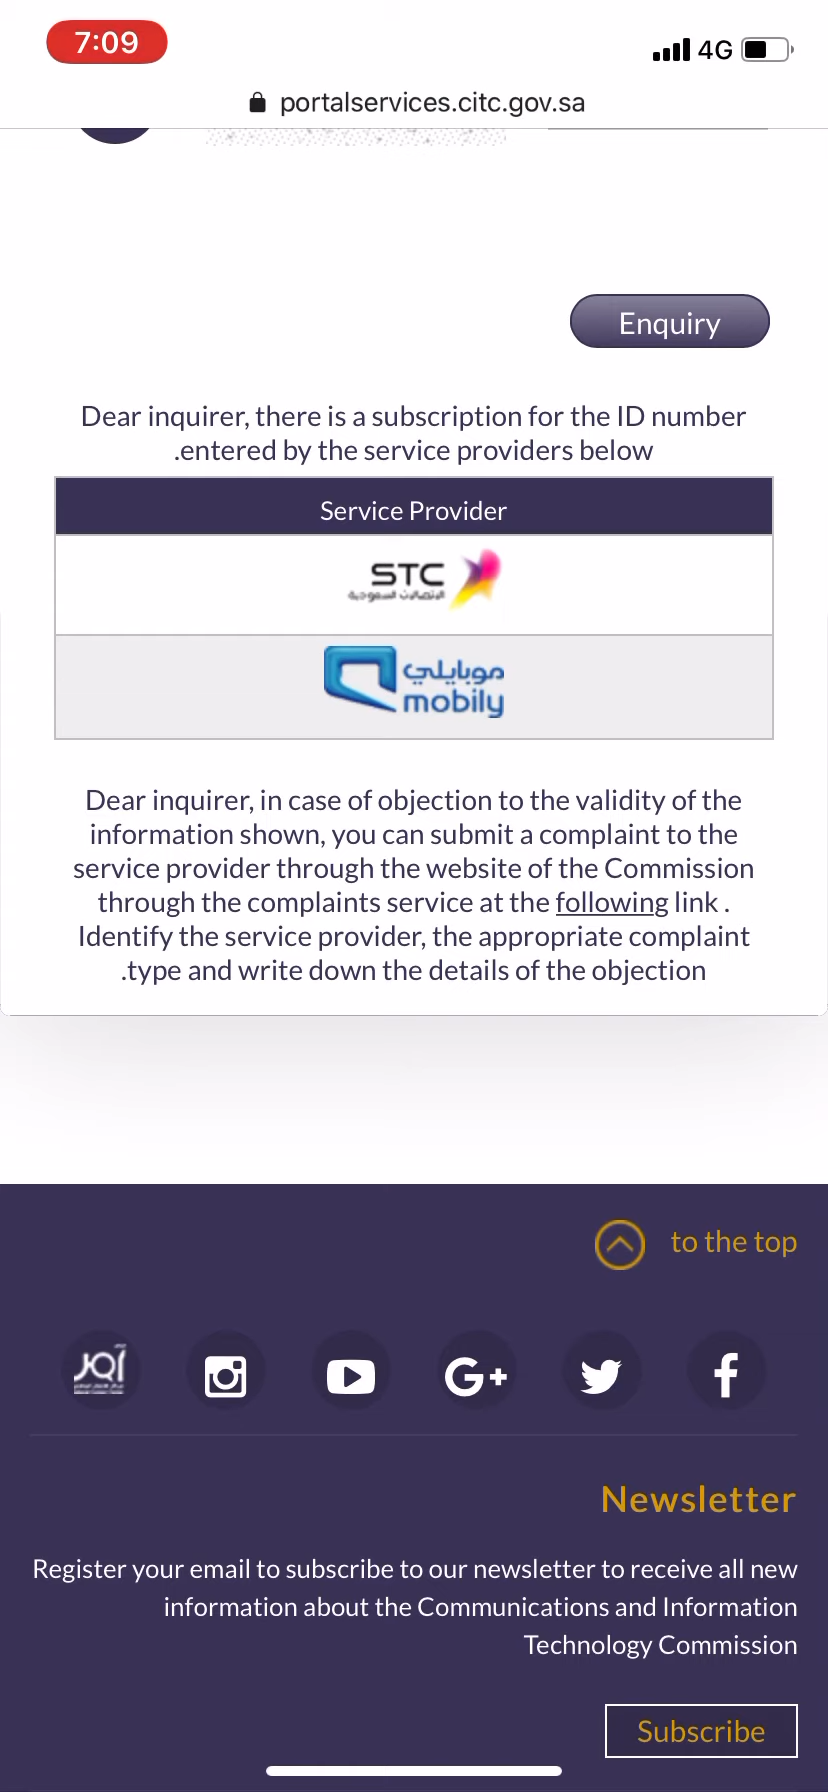 7:09
4G
portalservices.citc.gov.sa
Enquiry
Dear inquirer, there is a subscription for the ID number
.entered by the service providers below
Service Provider
STC
الاتصالات السعودية
موبايلي
mobily
Dear inquirer, in case of objection to the validity of the
information shown, you can submit a complaint to the
service provider through the website of the Commission
through the complaints service at the following link .
Identify the service provider, the appropriate complaint
.type and write down the details of the objection
to the top
G+
f
Newsletter
Register your email to subscribe to our newsletter to receive all new
information about the Communications and Information
Technology Commission
Subscribe